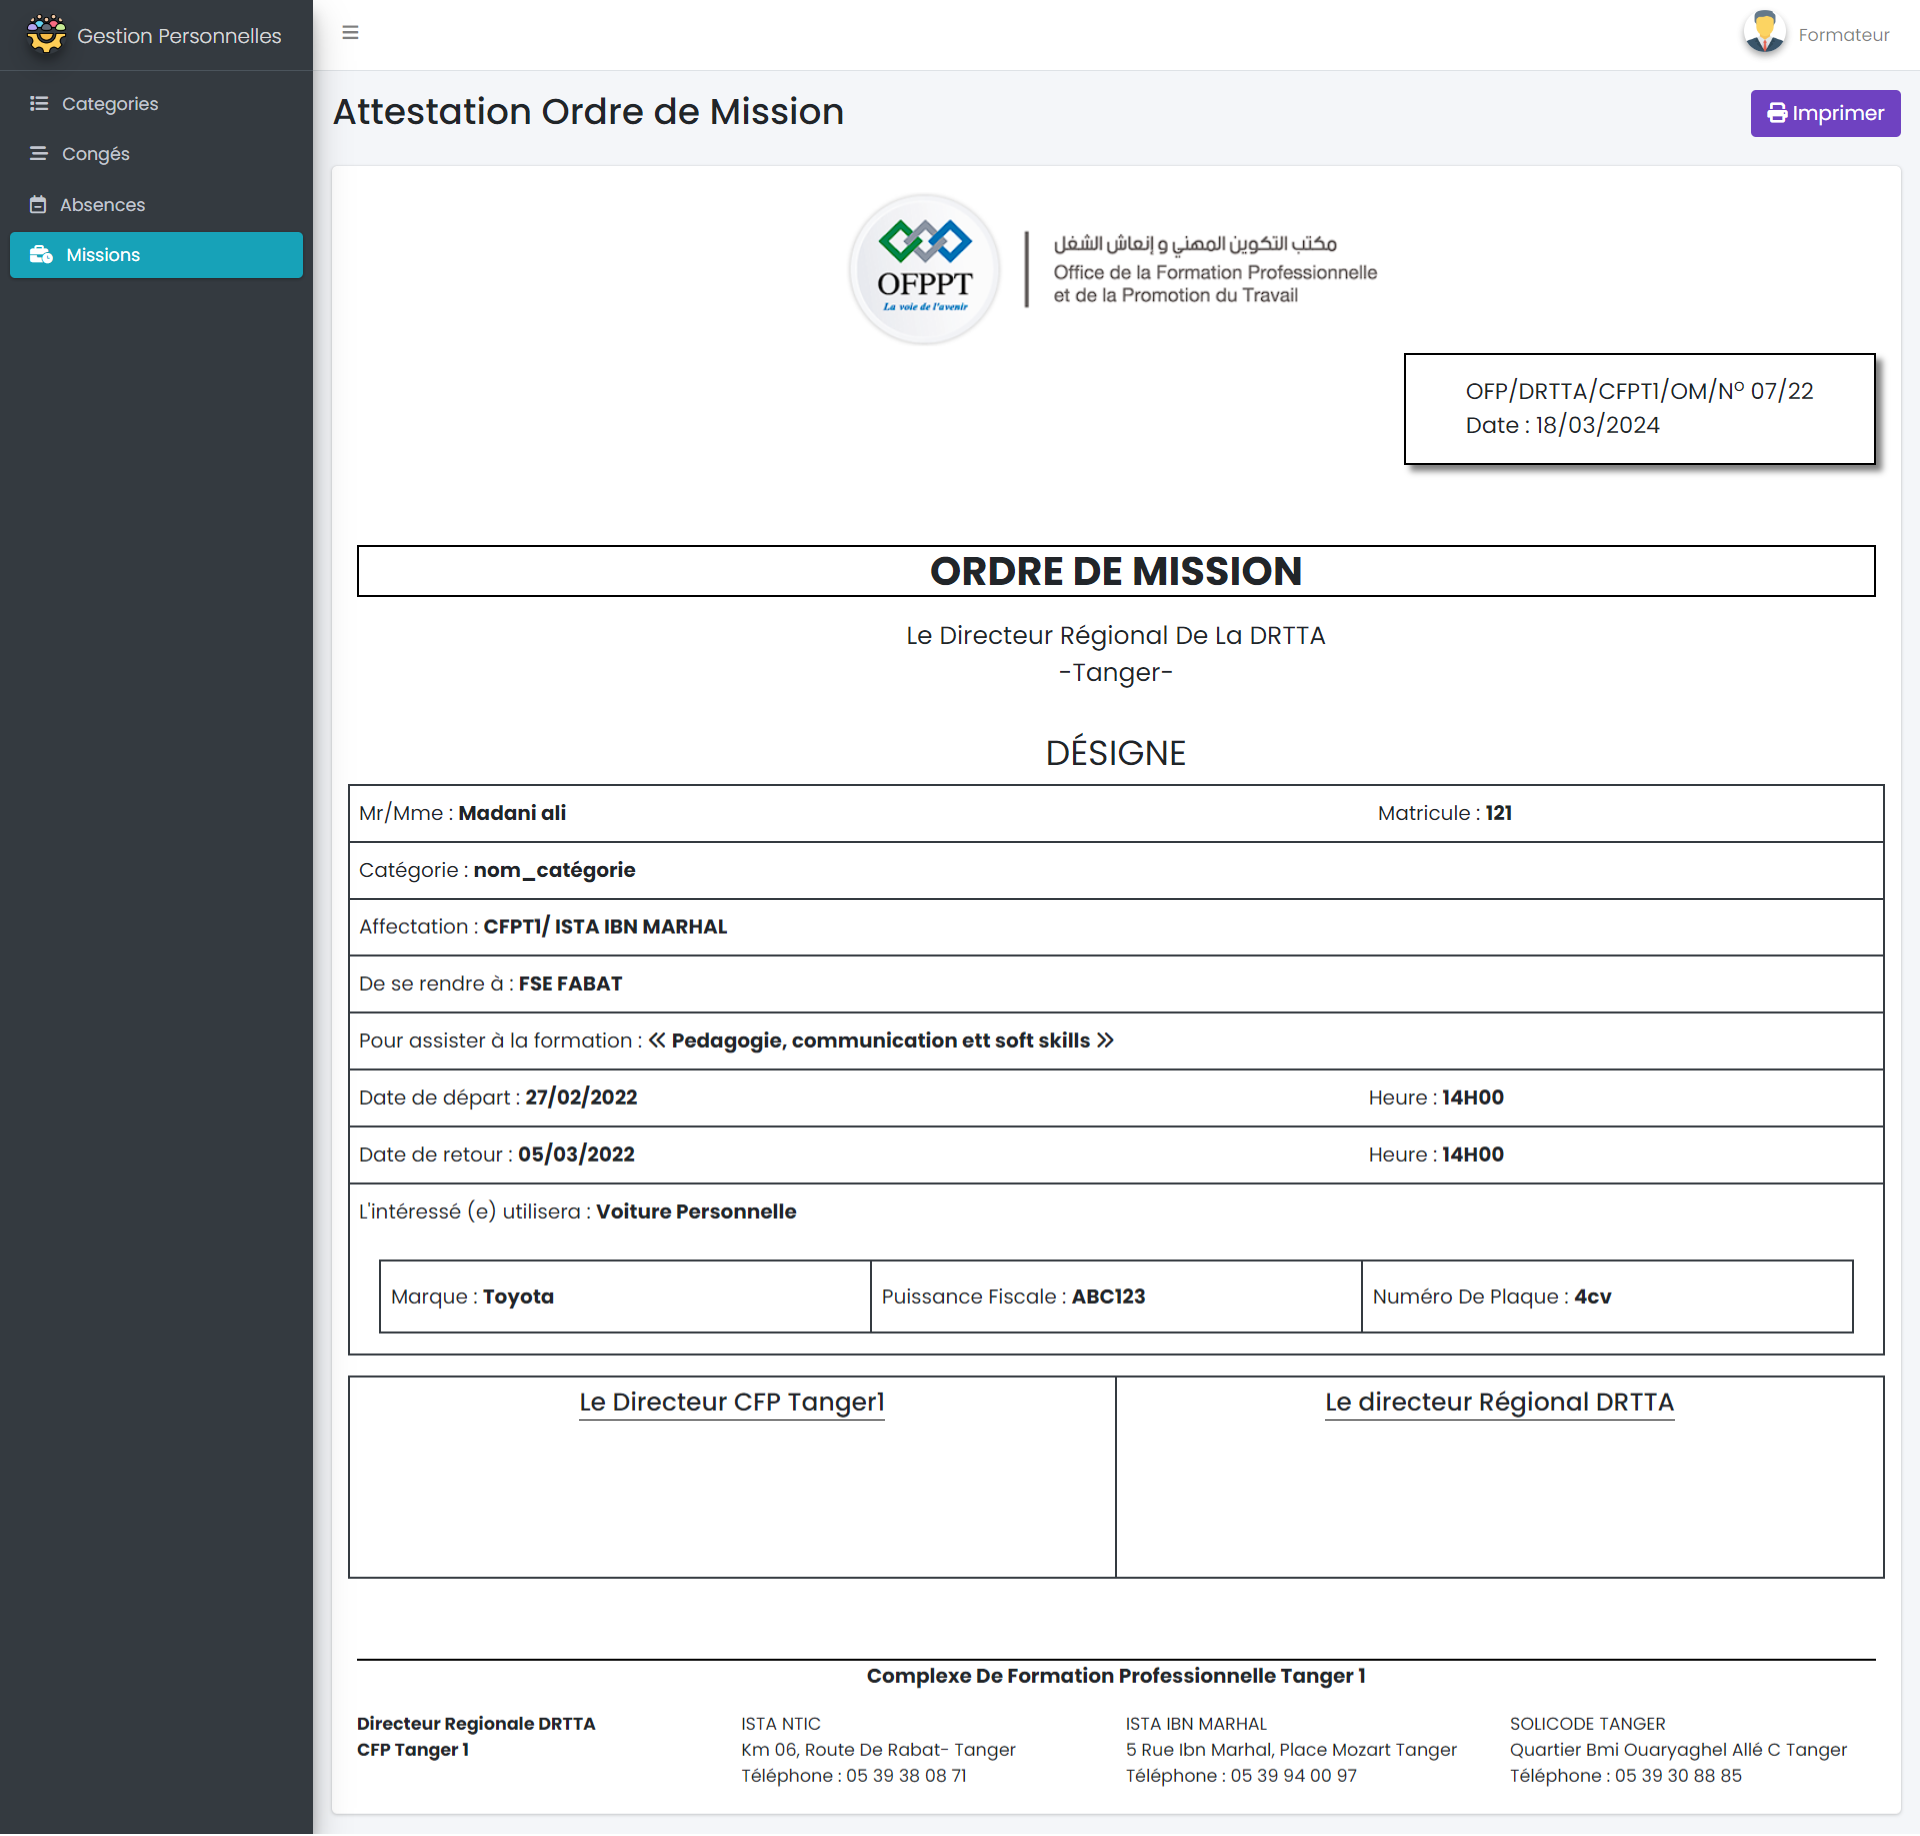 Gestion Personnelles
Formateur
Categories
Congés
Absences
Missions
Attestation Ordre de Mission
Imprimer
OFPPT
La voie de l'avenir
مكتب التكوين المهني و إنعاش الشغل
Office de la Formation Professionnelle
et de la Promotion du Travail
OFP/DRTTA/CFPT1/OM/Nº 07/22
Date : 18/03/2024
ORDRE DE MISSION
Le Directeur Régional De La DRTTA
-Tanger-
DÉSIGNE
Mr/Mme : Madani ali Matricule : 121
Catégorie : nom_catégorie
Affectation : CFPT1/ ISTA IBN MARHAL
De se rendre à : FSE FABAT
Pour assister à la formation : « Pedagogie, communication ett soft skills »
Date de départ : 27/02/2022 Heure : 14H00
Date de retour : 05/03/2022 Heure : 14H00
L'intéressé (e) utilisera : Voiture Personnelle
Marque : Toyota Puissance Fiscale : ABC123 Numéro De Plaque : 4cv
Le Directeur CFP Tanger1 Le directeur Régional DRTTA
Complexe De Formation Professionnelle Tanger 1
Directeur Regionale DRTTA
CFP Tanger 1
ISTA NTIC
Km 06, Route De Rabat- Tanger
Téléphone : 05 39 38 08 71
ISTA IBN MARHAL
5 Rue Ibn Marhal, Place Mozart Tanger
Téléphone : 05 39 94 00 97
SOLICODE TANGER
Quartier Bmi Ouaryaghel Allé C Tanger
Téléphone : 05 39 30 88 85